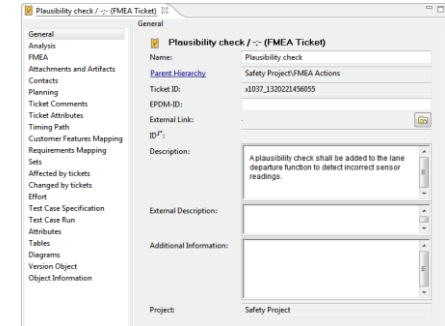 Plausibility check / -;- (FMEA Ticket)
General
General
Analysis
FMEA
Attachments and Artifacts
Contacts
Planning
Ticket Comments
Ticket Attributes
Timing Path
Customer Features Mapping
Requirements Mapping
Sets
Affected by tickets
Changed by tickets
Effort
Test Case Specification
Test Case Run
Attributes
Tables
Diagrams
Version Object
Object Information
Plausibility check / -;- (FMEA Ticket)
Name: Plausibility check
Parent Hierarchy Safety Project\FMEA Actions
Ticket ID: x1037_1320221456055
EPDM-ID:
External Link: -
Description:
A plausibility check shall be added to the lane
departure function to detect incorrect sensor
readings.
External Description:
Additional Information:
Project: Safety Project